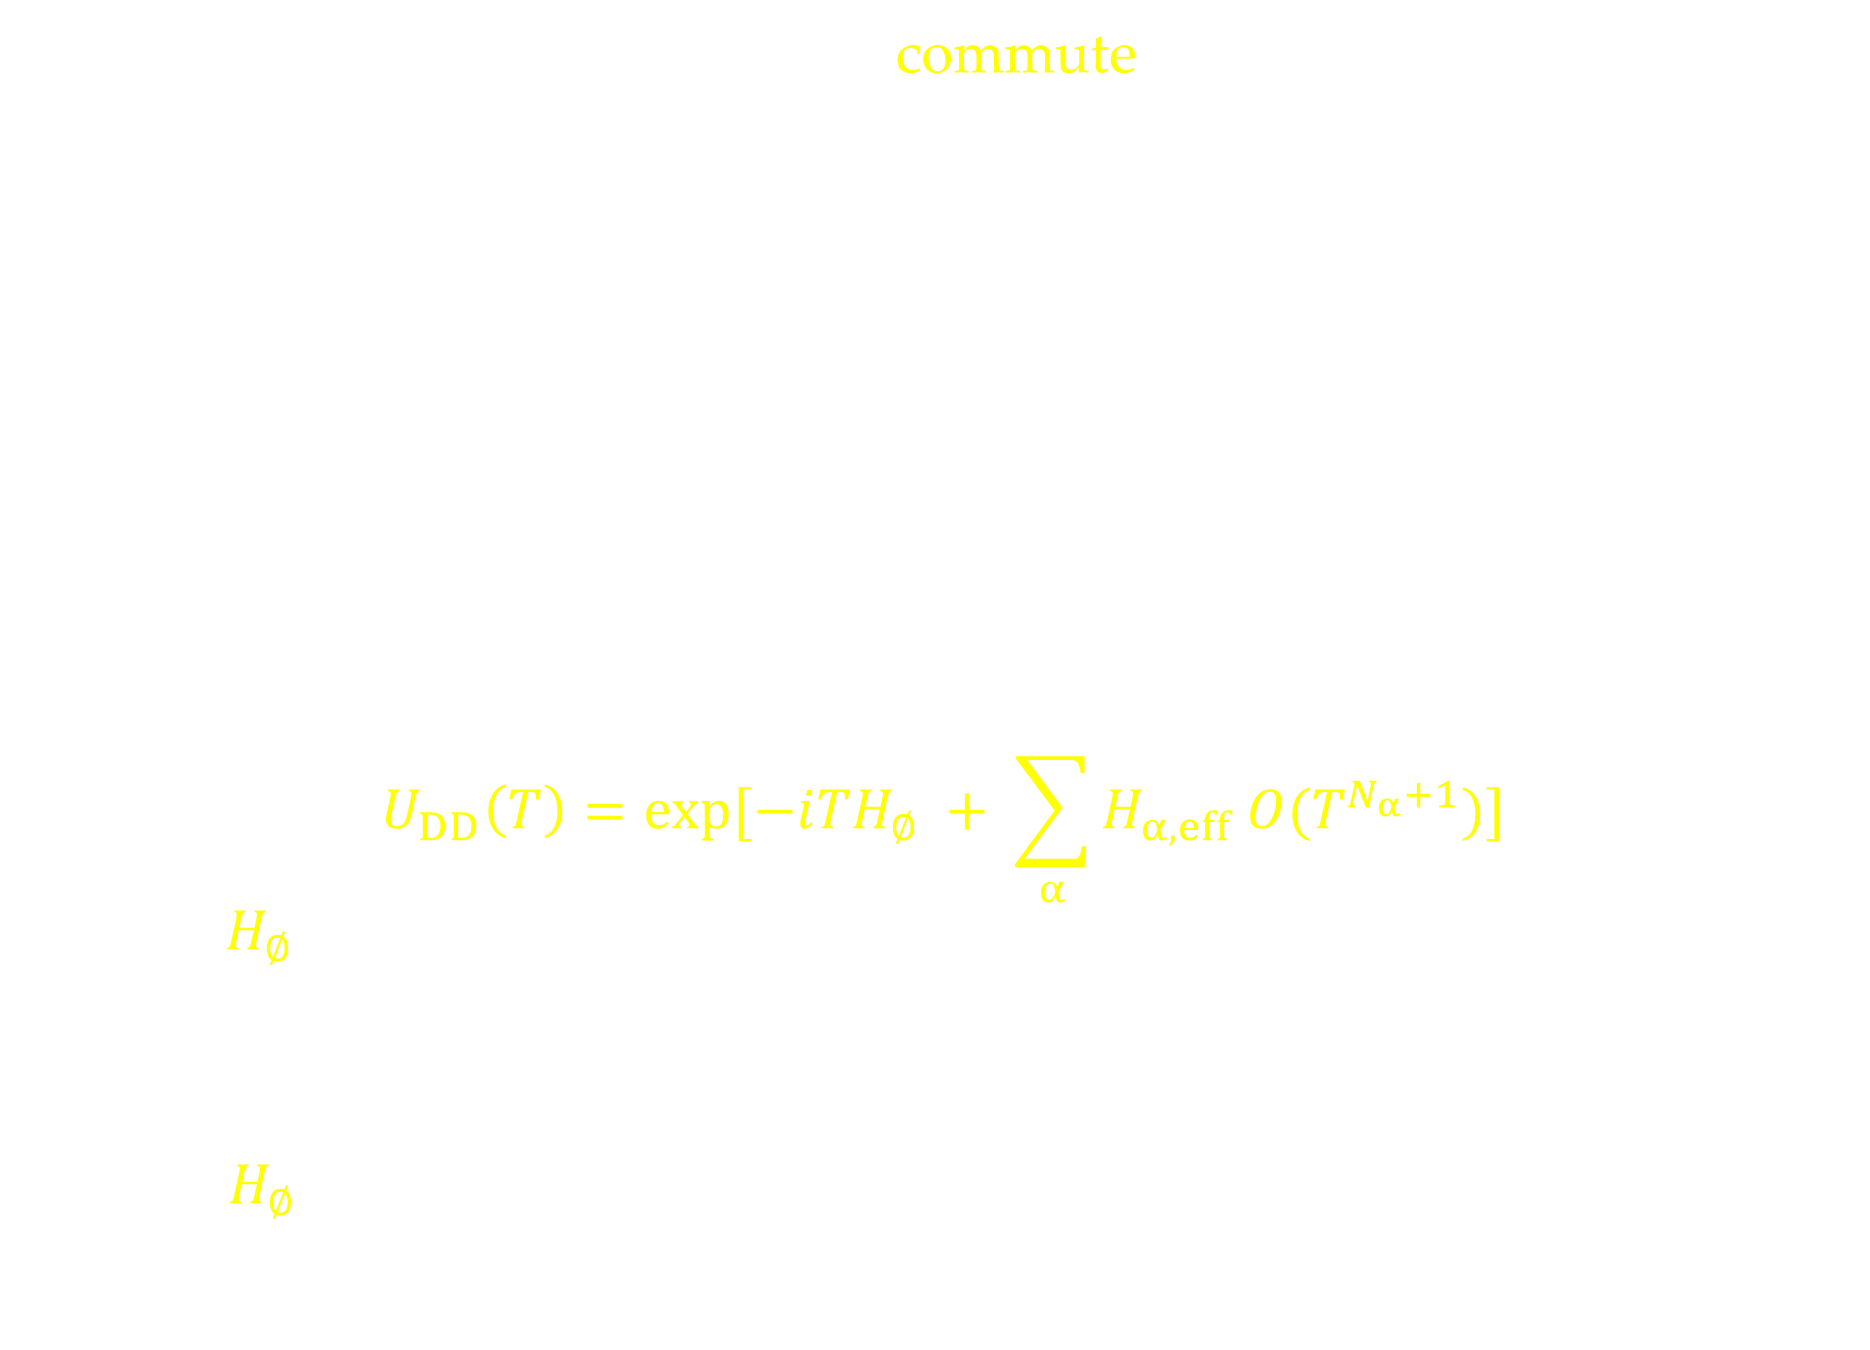 commute
U_DD(T) = exp[−iTH_∅ + ∑_α H_α,eff O(T^{N_α+1})]
H_∅
H_∅